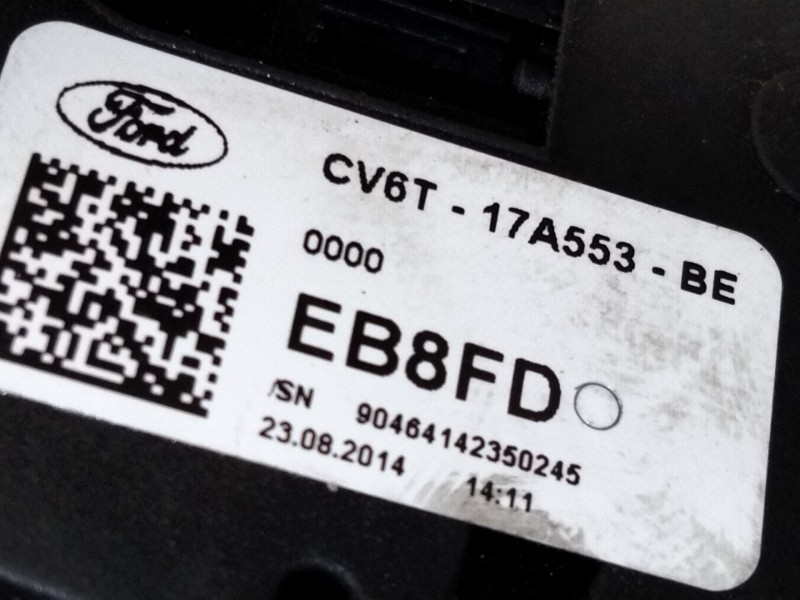 Ford
CV6T - 17A553 - BE
0000
EB8FD
/SN 90464142350245
23.08.2014 14:11